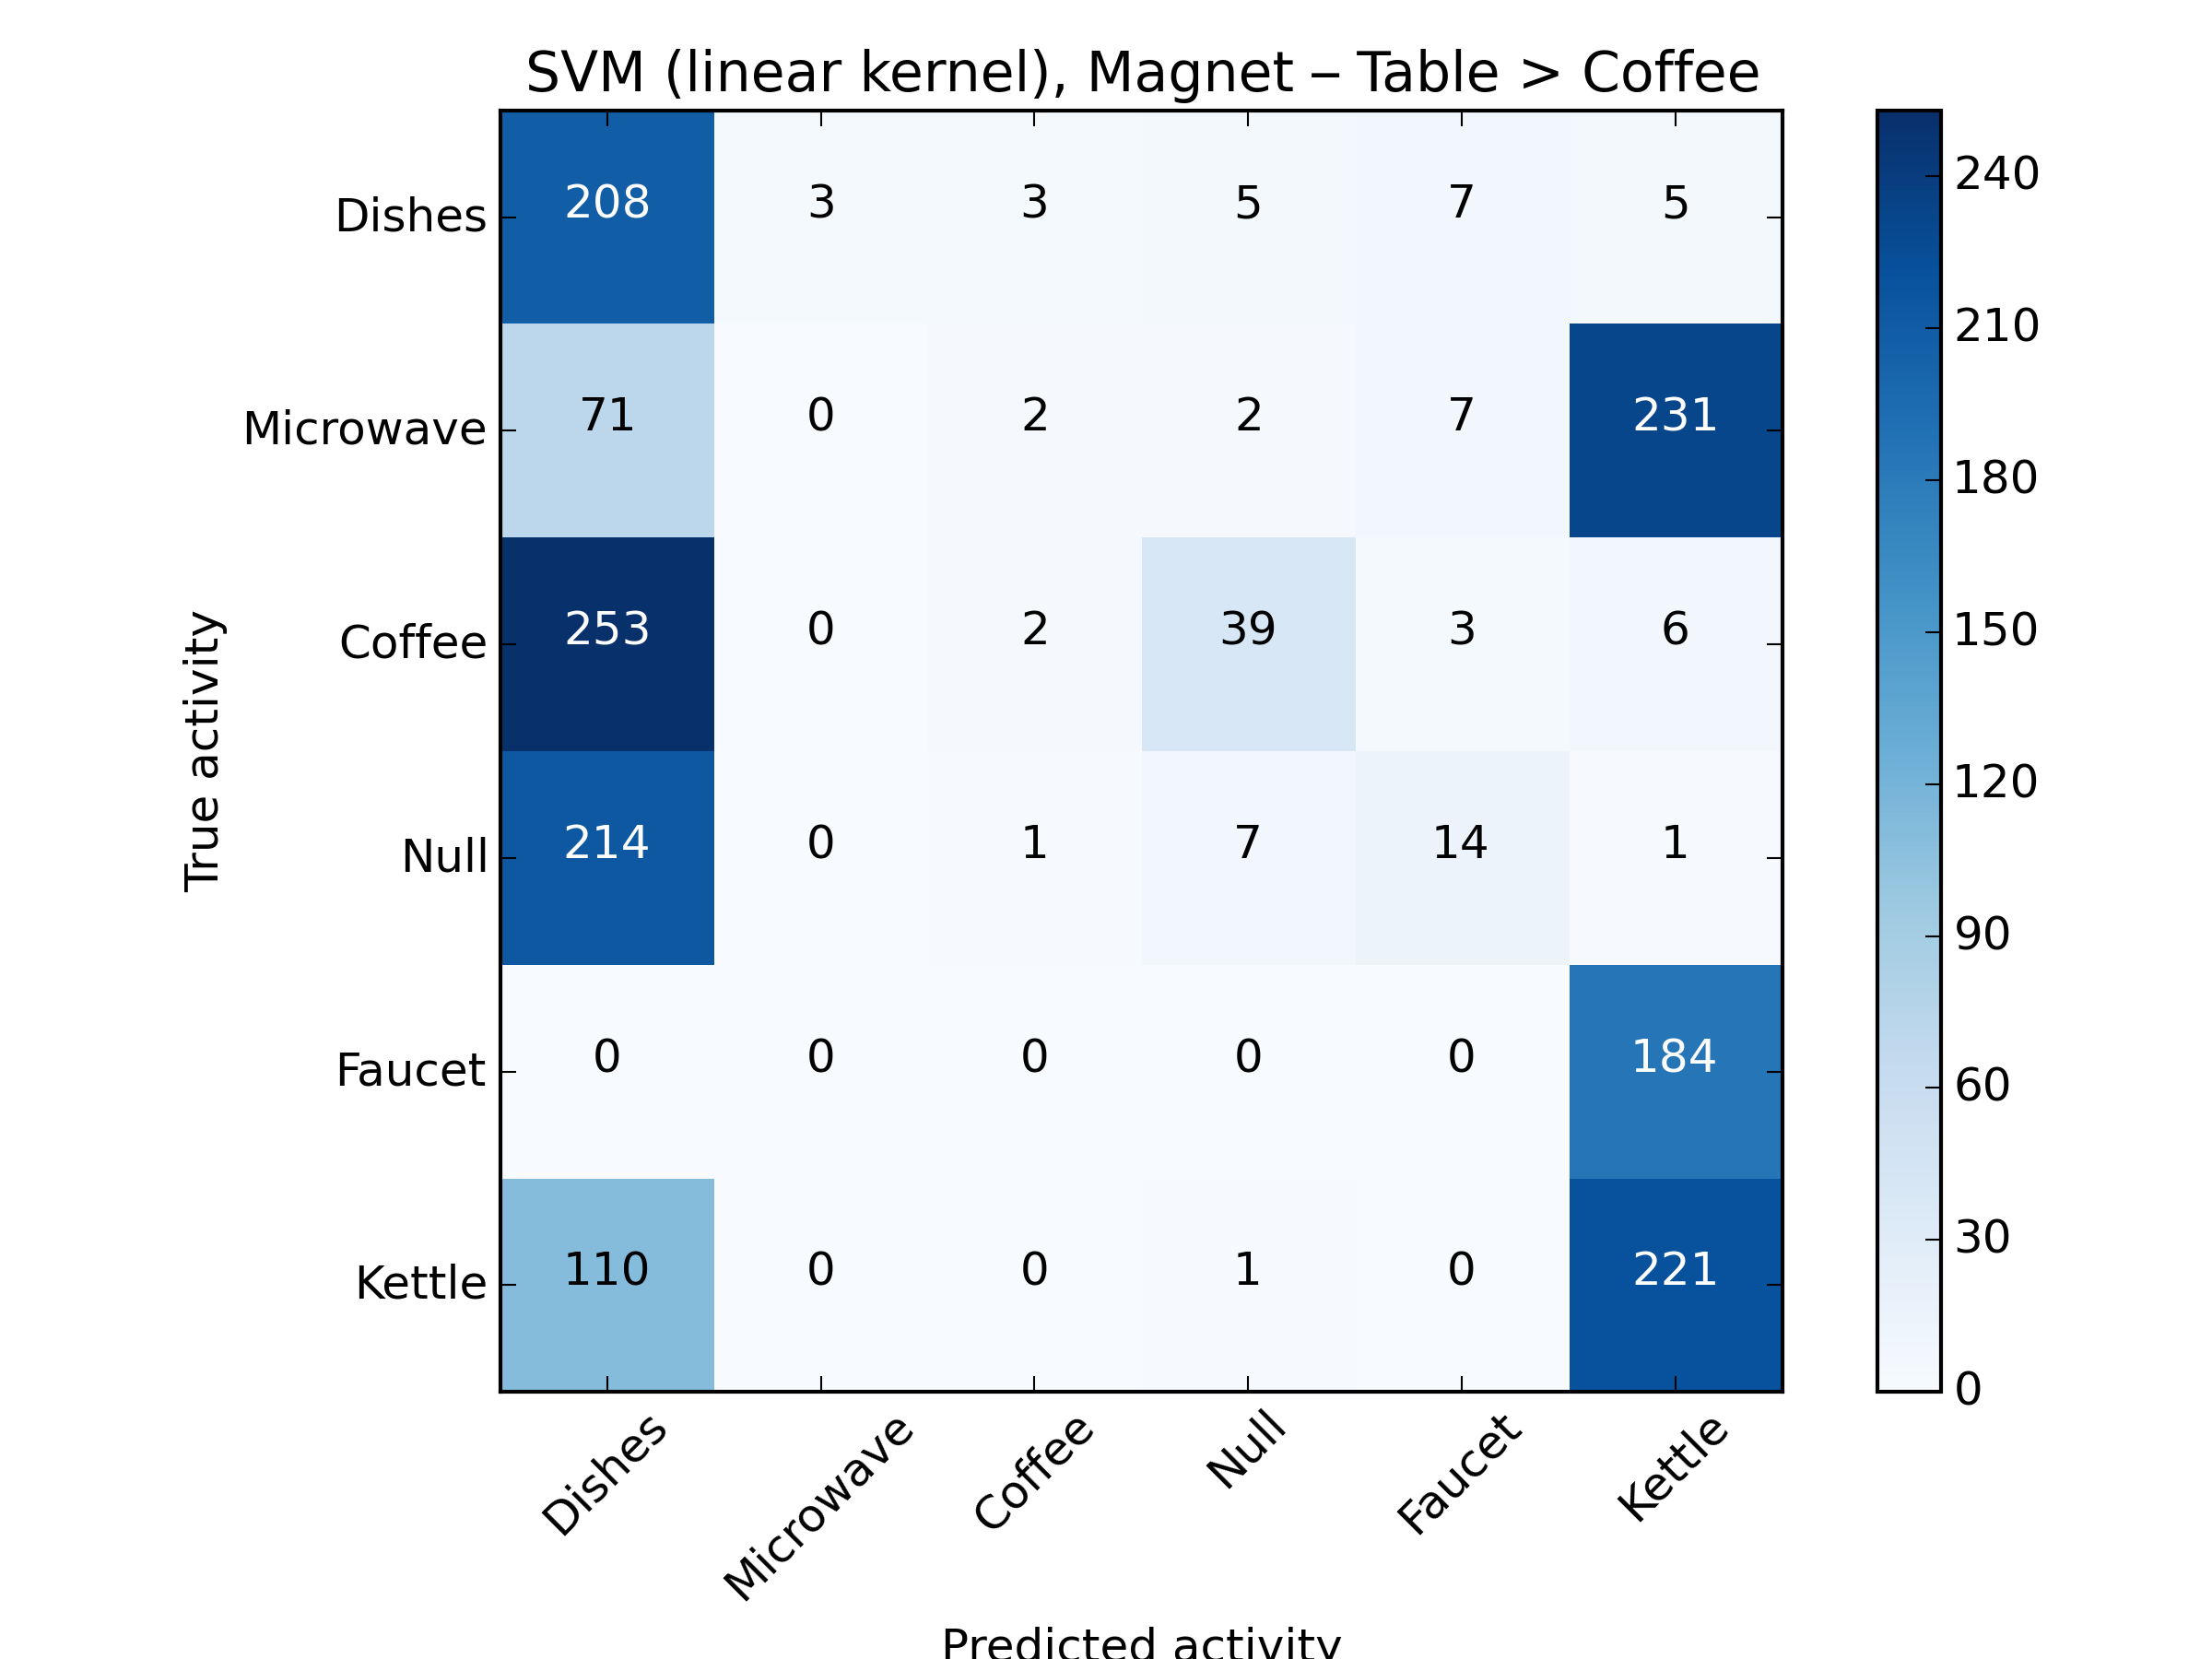 SVM (linear kernel), Magnet – Table > Coffee
Dishes 208 3 3 5 7 5
Microwave 71 0 2 2 7 231
Coffee 253 0 2 39 3 6
Null 214 0 1 7 14 1
Faucet 0 0 0 0 0 184
Kettle 110 0 0 1 0 221
True activity
Dishes Microwave Coffee Null Faucet Kettle
Predicted activity
240
210
180
150
120
90
60
30
0